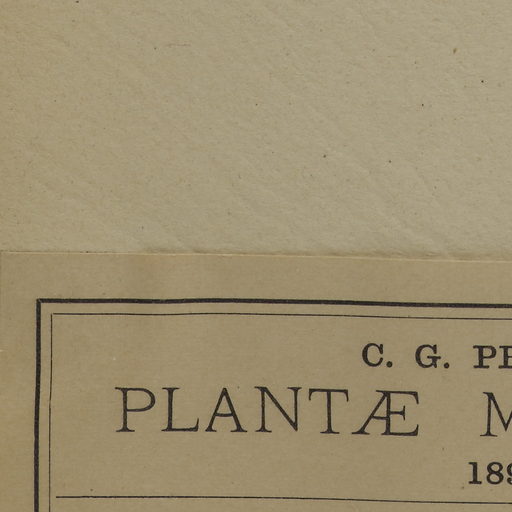 C. G. PE
PLANTÆ M
189